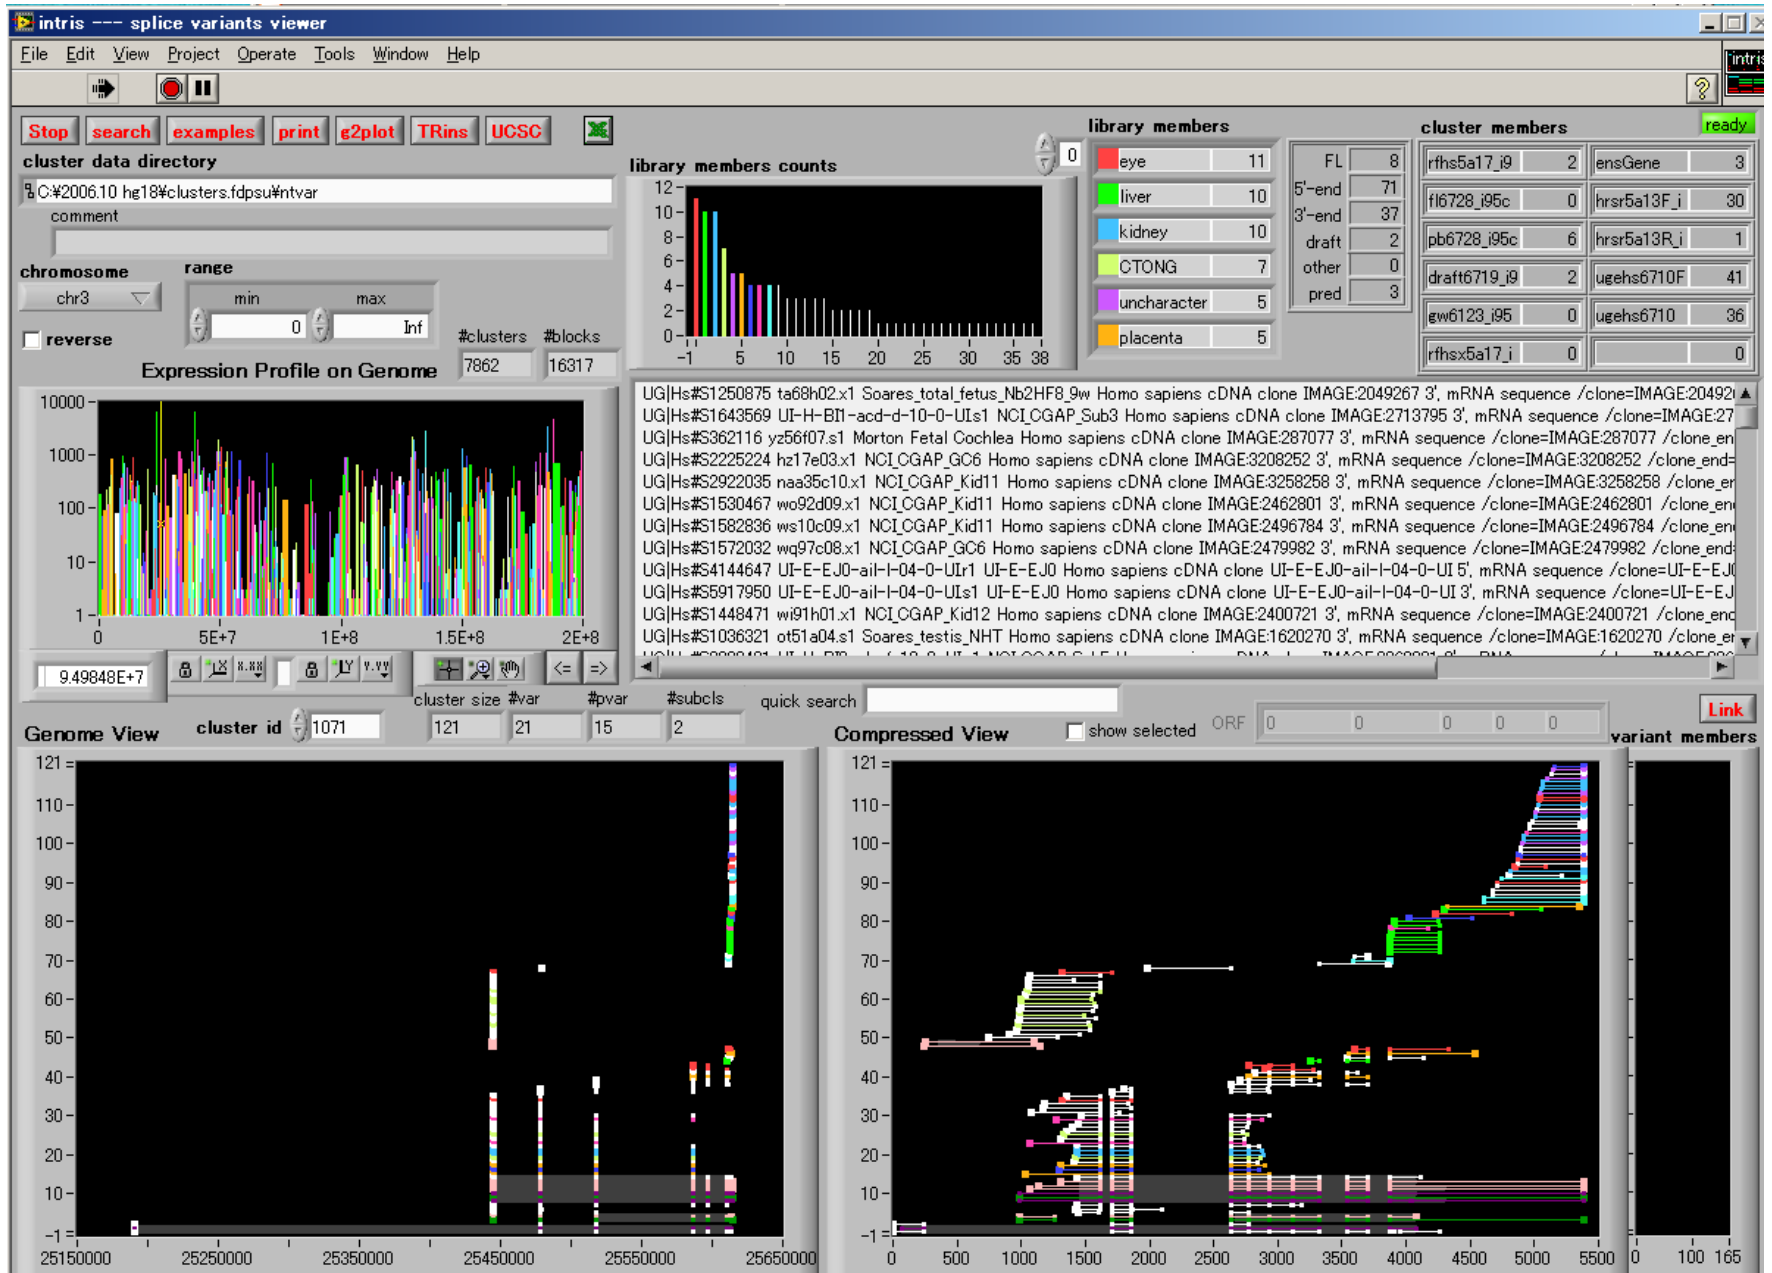 intris --- splice variants viewer
File Edit View Project Operate Tools Window Help
intris
Stop search examples print g2plot TRins UCSC
cluster data directory
C:¥2006.10 hg18¥clusters.fdpsu¥ntvar
comment
chromosome range
chr3 min max
0 Inf
reverse
#clusters #blocks
7862 16317
Expression Profile on Genome
10000
1000
100
10
1
0 5E+7 1E+8 1.5E+8 2E+8
9.49848E+7
X.XX Y.YY <= =>
library members counts
0
12
10
8
6
4
2
0
-1 5 10 15 20 25 30 35 38
library members
eye 11
liver 10
kidney 10
CTONG 7
uncharacter 5
placenta 5
FL 8
5'-end 71
3'-end 37
draft 2
other 0
pred 3
cluster members ready
rfhs5a17_i9 2 ensGene 3
fl6728_i95c 0 hrsr5a13F_i 30
pb6728_i95c 6 hrsr5a13R_i 1
draft6719_i9 2 ugehs6710F 41
gw6123_i95 0 ugehs6710 36
rfhsx5a17_i 0 0
UG|Hs#S1250875 ta68h02.x1 Soares_total_fetus_Nb2HF8_9w Homo sapiens cDNA clone IMAGE:2049267 3', mRNA sequence /clone=IMAGE:20492
UG|Hs#S1643569 UI-H-BI1-acd-d-10-0-UI.s1 NCI_CGAP_Sub3 Homo sapiens cDNA clone IMAGE:2713795 3', mRNA sequence /clone=IMAGE:27
UG|Hs#S362116 yz56f07.s1 Morton Fetal Cochlea Homo sapiens cDNA clone IMAGE:287077 3', mRNA sequence /clone=IMAGE:287077 /clone_en
UG|Hs#S2225224 hz17e03.x1 NCI_CGAP_GC6 Homo sapiens cDNA clone IMAGE:3208252 3', mRNA sequence /clone=IMAGE:3208252 /clone_end=
UG|Hs#S2922035 naa35c10.x1 NCI_CGAP_Kid11 Homo sapiens cDNA clone IMAGE:3258258 3', mRNA sequence /clone=IMAGE:3258258 /clone_er
UG|Hs#S1530467 wo92d09.x1 NCI_CGAP_Kid11 Homo sapiens cDNA clone IMAGE:2462801 3', mRNA sequence /clone=IMAGE:2462801 /clone_en
UG|Hs#S1582836 ws10c09.x1 NCI_CGAP_Kid11 Homo sapiens cDNA clone IMAGE:2496784 3', mRNA sequence /clone=IMAGE:2496784 /clone_en
UG|Hs#S1572032 wq97c08.x1 NCI_CGAP_GC6 Homo sapiens cDNA clone IMAGE:2479982 3', mRNA sequence /clone=IMAGE:2479982 /clone_end
UG|Hs#S4144647 UI-E-EJ0-ail-l-04-0-UI.r1 UI-E-EJ0 Homo sapiens cDNA clone UI-E-EJ0-ail-l-04-0-UI 5', mRNA sequence /clone=UI-E-EJ0
UG|Hs#S5917950 UI-E-EJ0-ail-l-04-0-UI.s1 UI-E-EJ0 Homo sapiens cDNA clone UI-E-EJ0-ail-l-04-0-UI 3', mRNA sequence /clone=UI-E-EJ
UG|Hs#S1448471 wi91h01.x1 NCI_CGAP_Kid12 Homo sapiens cDNA clone IMAGE:2400721 3', mRNA sequence /clone=IMAGE:2400721 /clone_enc
UG|Hs#S1036321 ot51a04.s1 Soares_testis_NHT Homo sapiens cDNA clone IMAGE:1620270 3', mRNA sequence /clone=IMAGE:1620270 /clone_er
cluster size #var #pvar #subcls quick search
Genome View cluster id 1071 121 21 15 2
Compressed View show selected ORF 0 0 0 0 0 Link
variant members
121
110
100
90
80
70
60
50
40
30
20
10
-1
25150000 25250000 25350000 25450000 25550000 25650000
121
110
100
90
80
70
60
50
40
30
20
10
-1
0 500 1000 1500 2000 2500 3000 3500 4000 4500 5000 5500
0 100 165